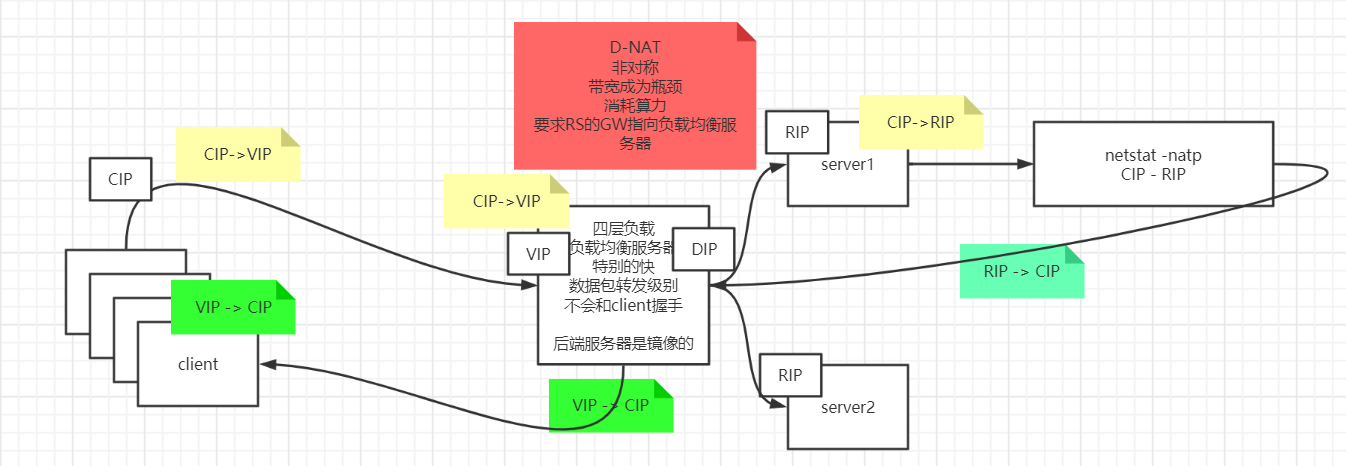 D-NAT
非对称
带宽成为瓶颈
消耗算力
要求RS的GW指向负载均衡服
务器
CIP->VIP
CIP
CIP->VIP
VIP
四层负载
负载均衡服务器
特别的快
数据包转发级别
不会和client握手
后端服务器是镜像的
DIP
RIP
CIP->RIP
server1
netstat -natp
CIP - RIP
RIP -> CIP
VIP -> CIP
client
VIP -> CIP
RIP
server2